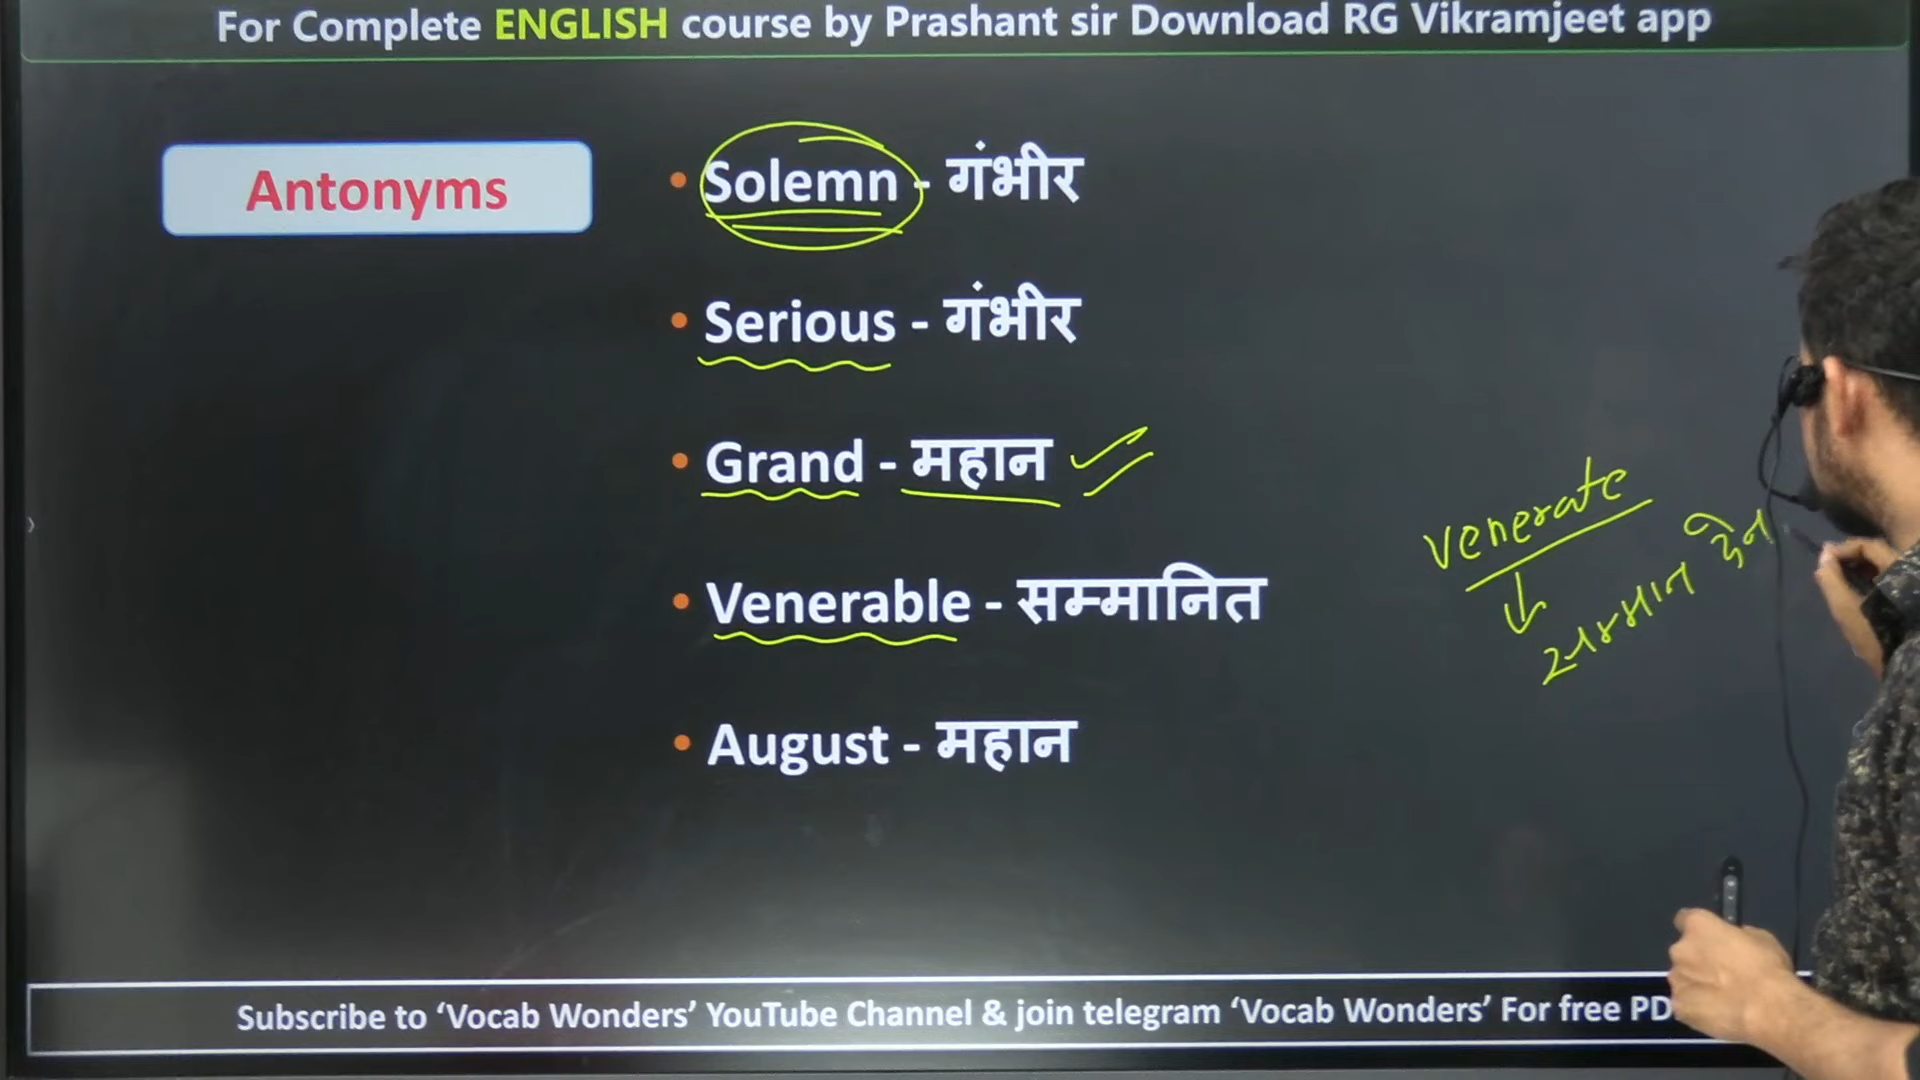 For Complete ENGLISH course by Prashant sir Download RG Vikramjeet app
Antonyms
• Solemn - गंभीर
• Serious - गंभीर
• Grand - महान
• Venerable - सम्मानित
• August - महान
venerate
सम्मान
Subscribe to ‘Vocab Wonders’ YouTube Channel & join telegram ‘Vocab Wonders’ For free PD